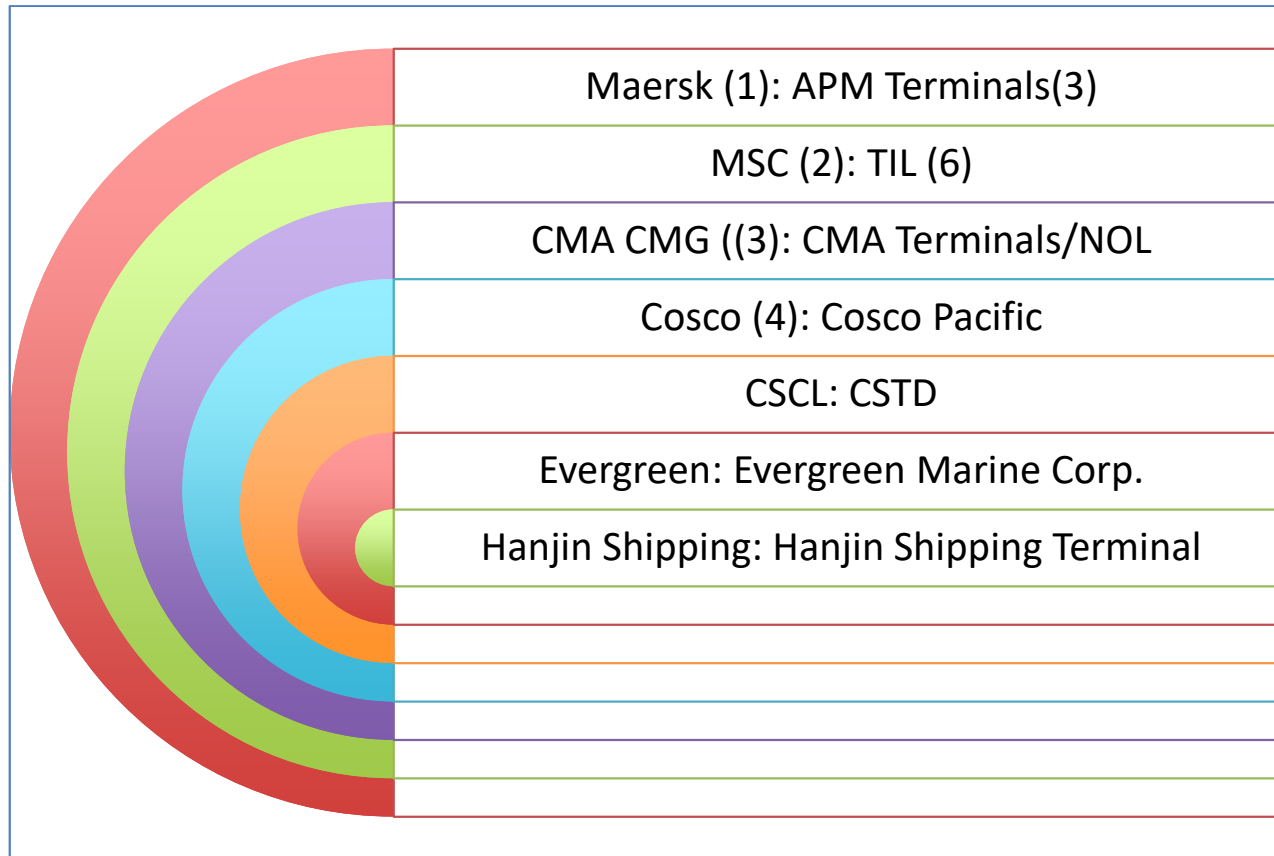 Maersk (1): APM Terminals(3)
MSC (2): TIL (6)
CMA CMG ((3): CMA Terminals/NOL
Cosco (4): Cosco Pacific
CSCL: CSTD
Evergreen: Evergreen Marine Corp.
Hanjin Shipping: Hanjin Shipping Terminal